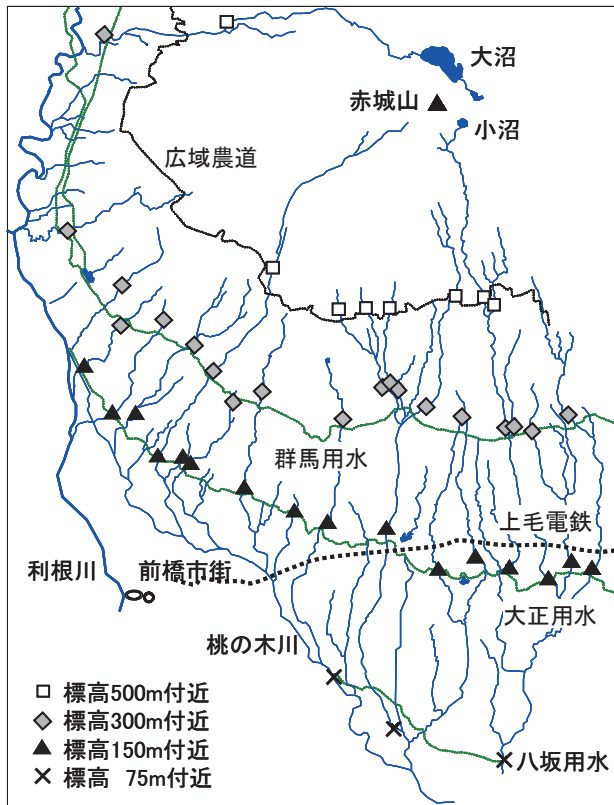 大沼
赤城山
小沼
広域農道
群馬用水
上毛電鉄
利根川
前橋市街
大正用水
桃の木川
標高500m付近
標高300m付近
標高150m付近
標高 75m付近
八坂用水